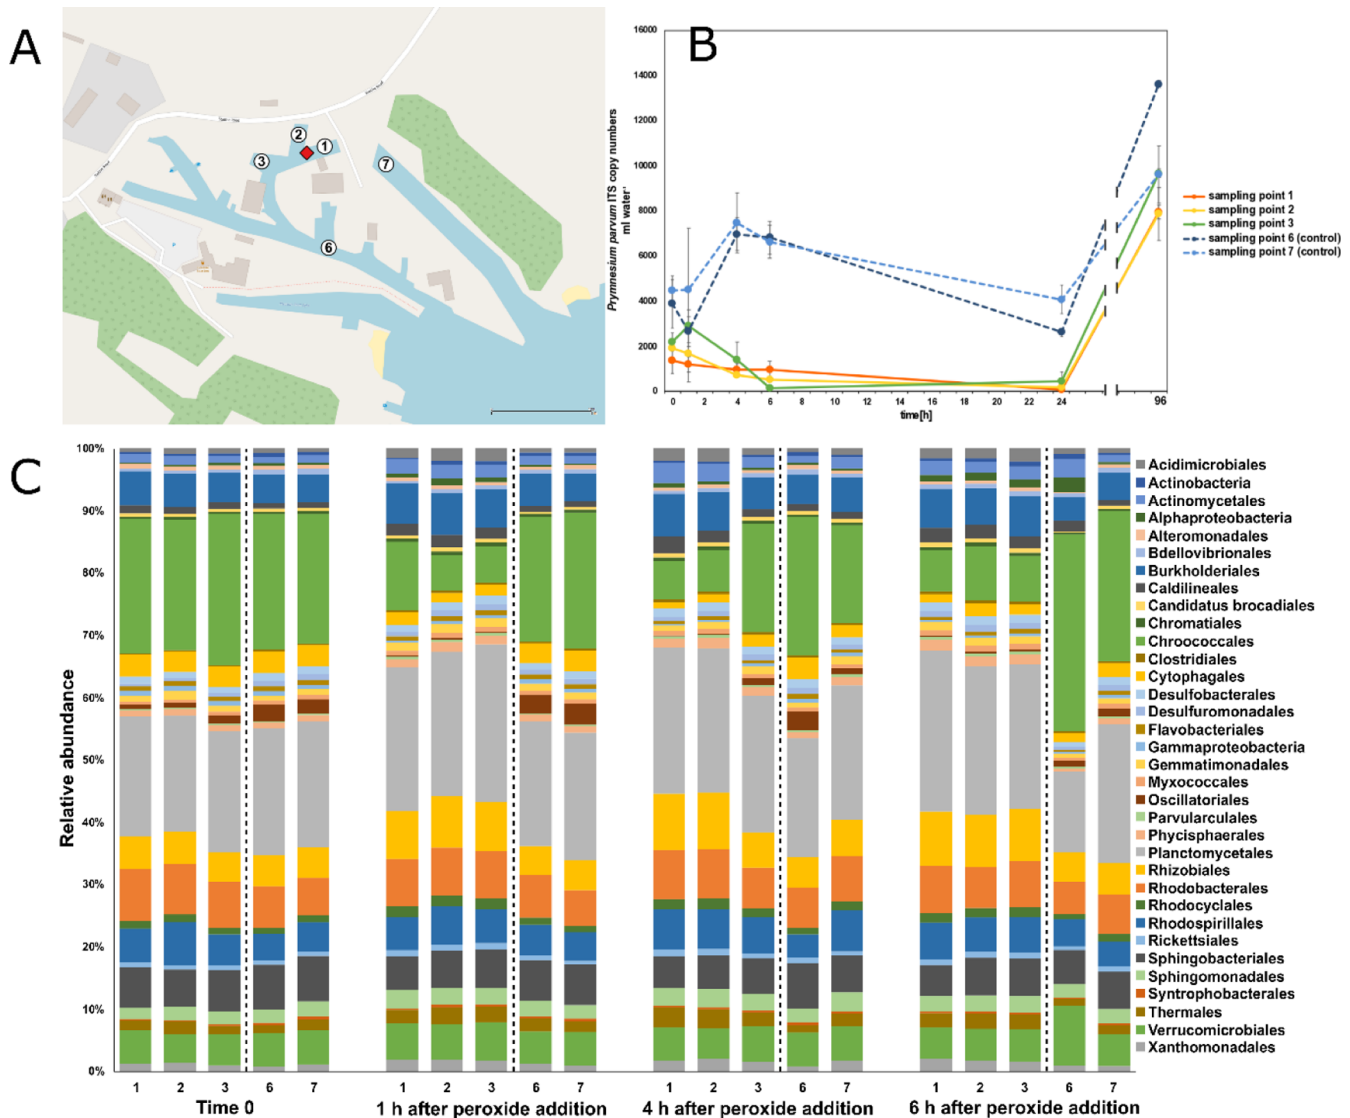 A
2
1
3
7
6
B
16000
14000
12000
10000
8000
6000
4000
2000
0
Prymnesium parvum ITS copy numbers
ml water⁻¹
0 2 4 6 8 10 12 14 16 18 20 22 24 96
time[h]
sampling point 1
sampling point 2
sampling point 3
sampling point 6 (control)
sampling point 7 (control)
C
Relative abundance
100%
90%
80%
70%
60%
50%
40%
30%
20%
10%
0%
1 2 3 6 7 1 2 3 6 7 1 2 3 6 7 1 2 3 6 7
Time 0 1 h after peroxide addition 4 h after peroxide addition 6 h after peroxide addition
Acidimicrobiales
Actinobacteria
Actinomycetales
Alphaproteobacteria
Alteromonadales
Bdellovibrionales
Burkholderiales
Caldilineales
Candidatus brocadiales
Chromatiales
Chroococcales
Clostridiales
Cytophagales
Desulfobacterales
Desulfuromonadales
Flavobacteriales
Gammaproteobacteria
Gemmatimonadales
Myxococcales
Oscillatoriales
Parvularculales
Phycisphaerales
Planctomycetales
Rhizobiales
Rhodobacterales
Rhodocyclales
Rhodospirillales
Rickettsiales
Sphingobacteriales
Sphingomonadales
Syntrophobacterales
Thermales
Verrucomicrobiales
Xanthomonadales